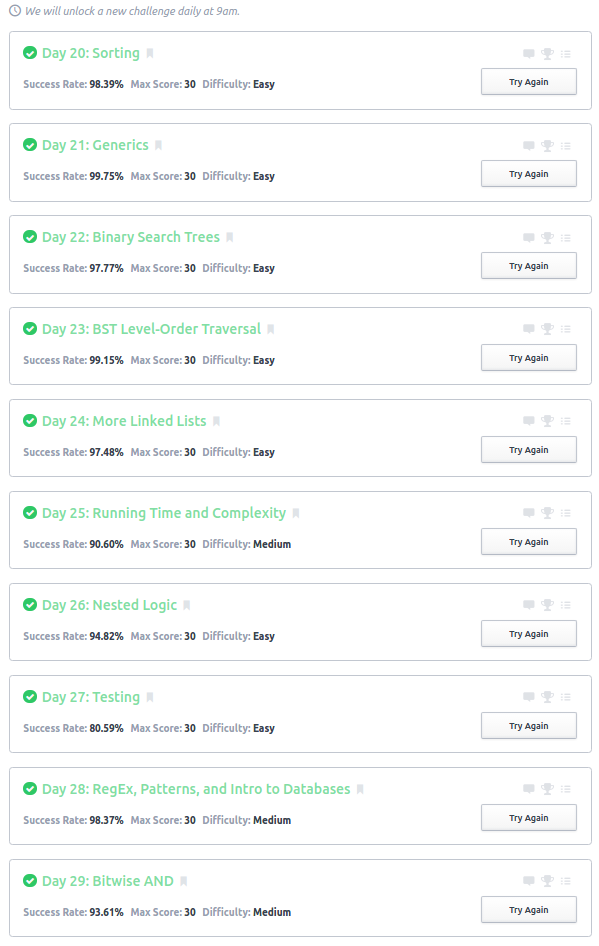 We will unlock a new challenge daily at 9am.
Day 20: Sorting
Success Rate: 98.39% Max Score: 30 Difficulty: Easy
Try Again
Day 21: Generics
Success Rate: 99.75% Max Score: 30 Difficulty: Easy
Try Again
Day 22: Binary Search Trees
Success Rate: 97.77% Max Score: 30 Difficulty: Easy
Try Again
Day 23: BST Level-Order Traversal
Success Rate: 99.15% Max Score: 30 Difficulty: Easy
Try Again
Day 24: More Linked Lists
Success Rate: 97.48% Max Score: 30 Difficulty: Easy
Try Again
Day 25: Running Time and Complexity
Success Rate: 90.60% Max Score: 30 Difficulty: Medium
Try Again
Day 26: Nested Logic
Success Rate: 94.82% Max Score: 30 Difficulty: Easy
Try Again
Day 27: Testing
Success Rate: 80.59% Max Score: 30 Difficulty: Easy
Try Again
Day 28: RegEx, Patterns, and Intro to Databases
Success Rate: 98.37% Max Score: 30 Difficulty: Medium
Try Again
Day 29: Bitwise AND
Success Rate: 93.61% Max Score: 30 Difficulty: Medium
Try Again